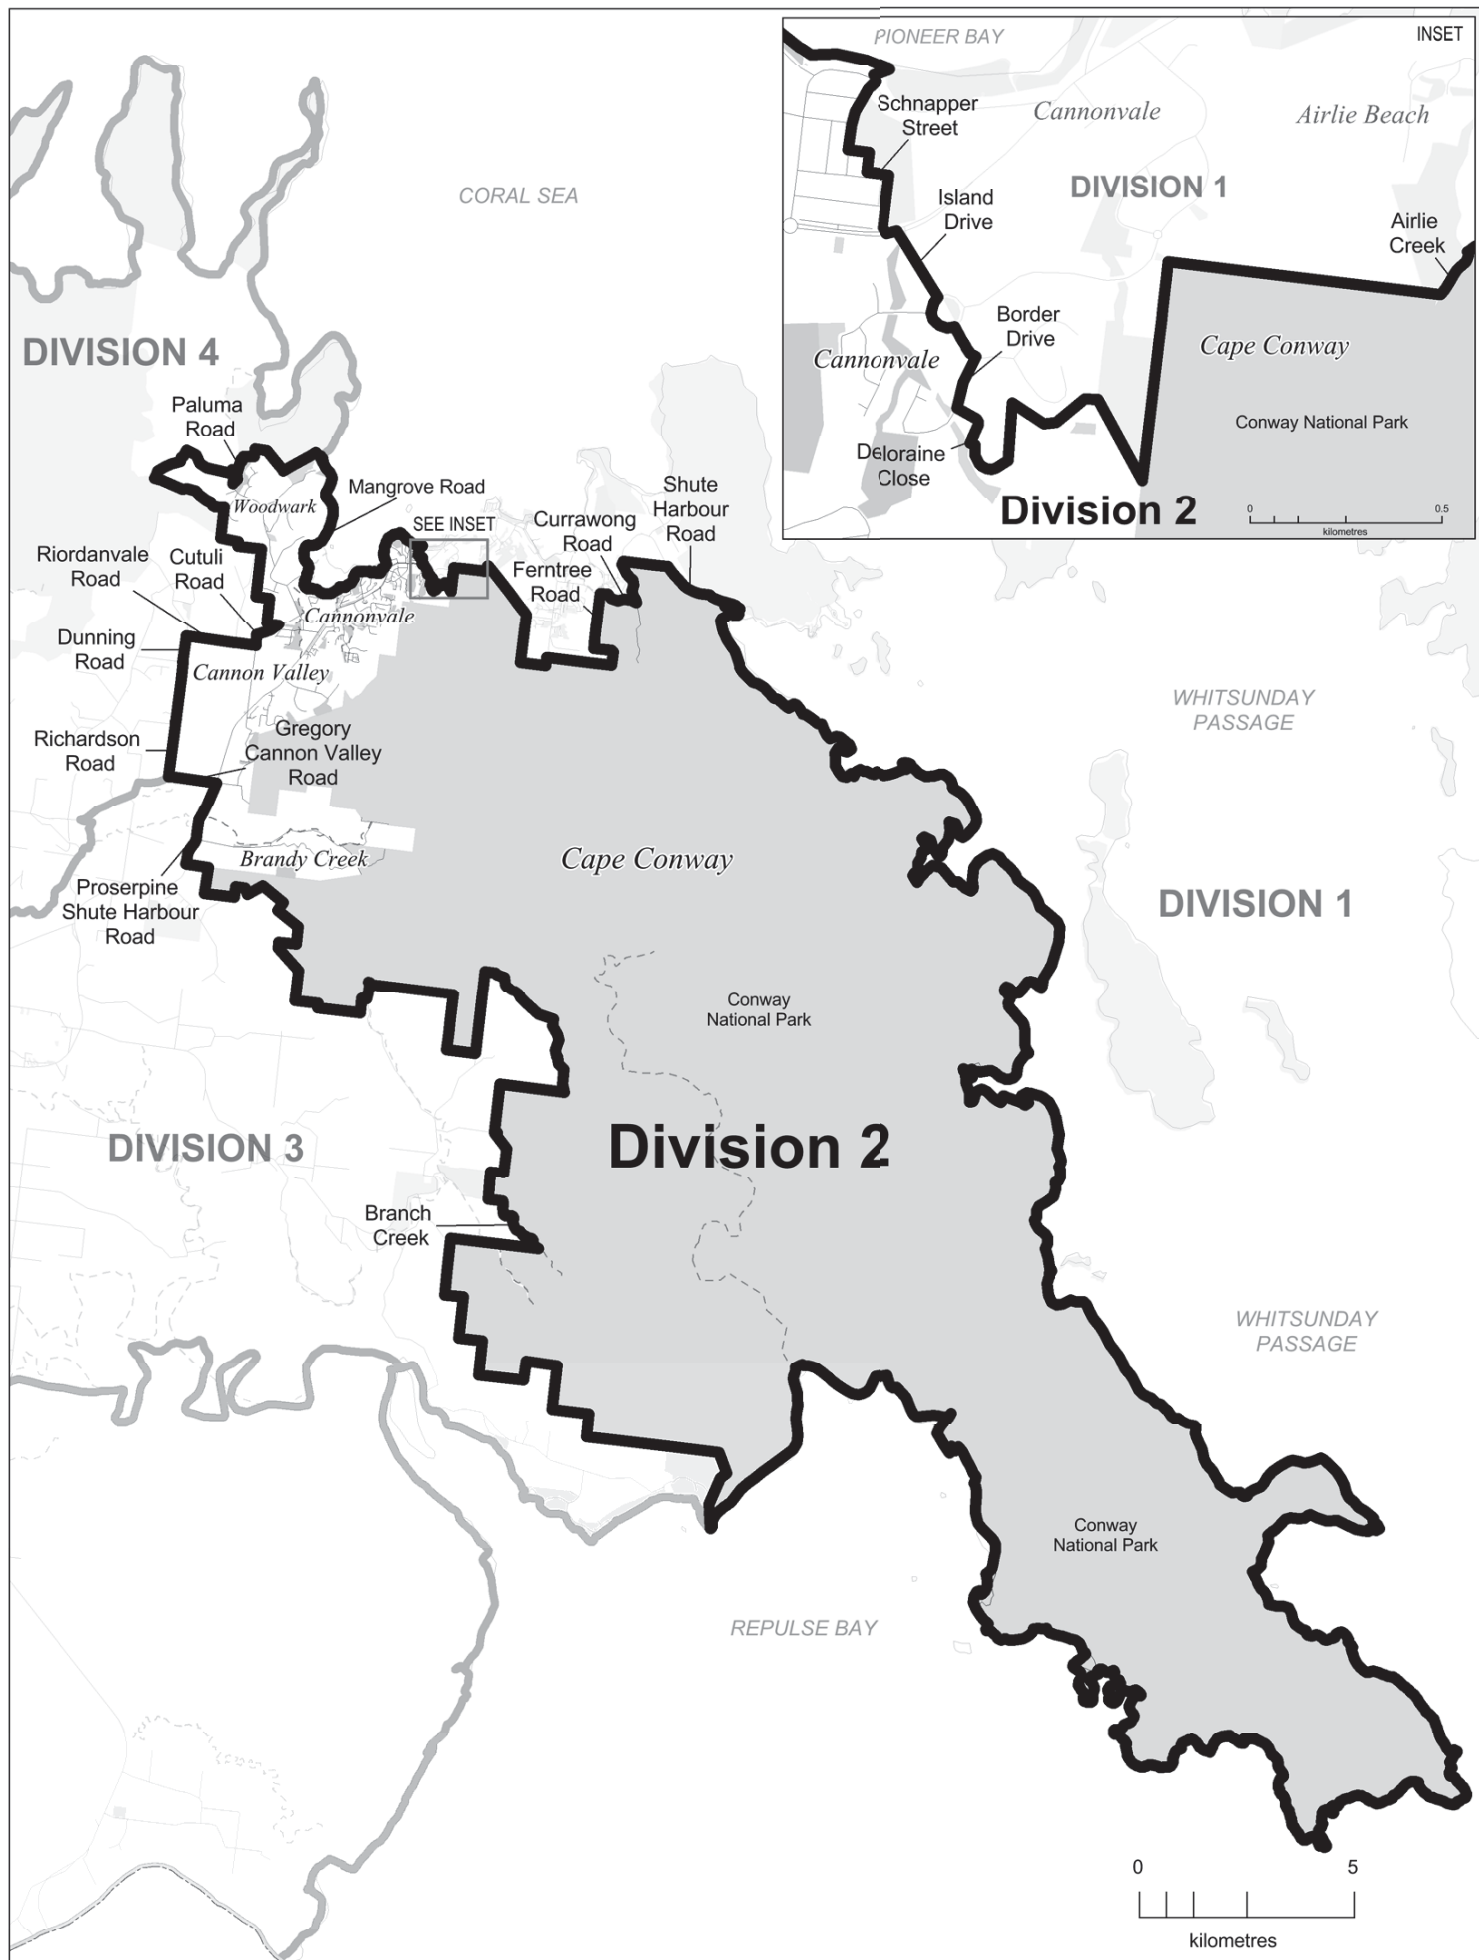 PIONEER BAY
INSET
Schnapper
Street
Cannonvale
Airlie Beach
DIVISION 1
Island
Drive
Airlie
Creek
Border
Drive
Cannonvale
Cape Conway
Conway National Park
Deloraine
Close
Division 2
0
0.5
kilometres
CORAL SEA
DIVISION 4
Paluma
Road
Woodwark
Mangrove Road
SEE INSET
Currawong
Road
Shute
Harbour
Road
Riordanvale
Road
Cutuli
Road
Ferntree
Road
Cannonvale
Dunning
Road
Cannon Valley
WHITSUNDAY
PASSAGE
Richardson
Road
Gregory
Cannon Valley
Road
Brandy Creek
Cape Conway
Proserpine
Shute Harbour
Road
DIVISION 1
Conway
National Park
DIVISION 3
Division 2
Branch
Creek
WHITSUNDAY
PASSAGE
Conway
National Park
REPULSE BAY
0
5
kilometres